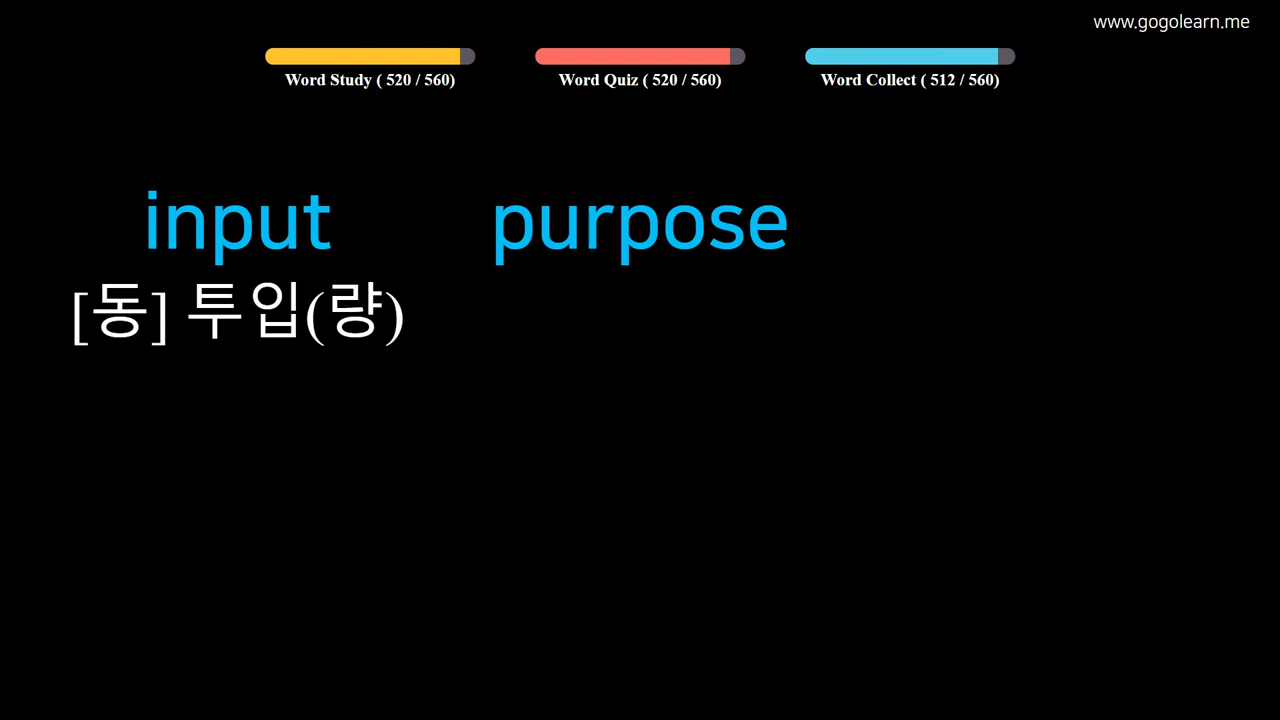 www.gogolearn.me
Word Study ( 520 / 560)
Word Quiz ( 520 / 560)
Word Collect ( 512 / 560)
input purpose
[동] 투입(량)